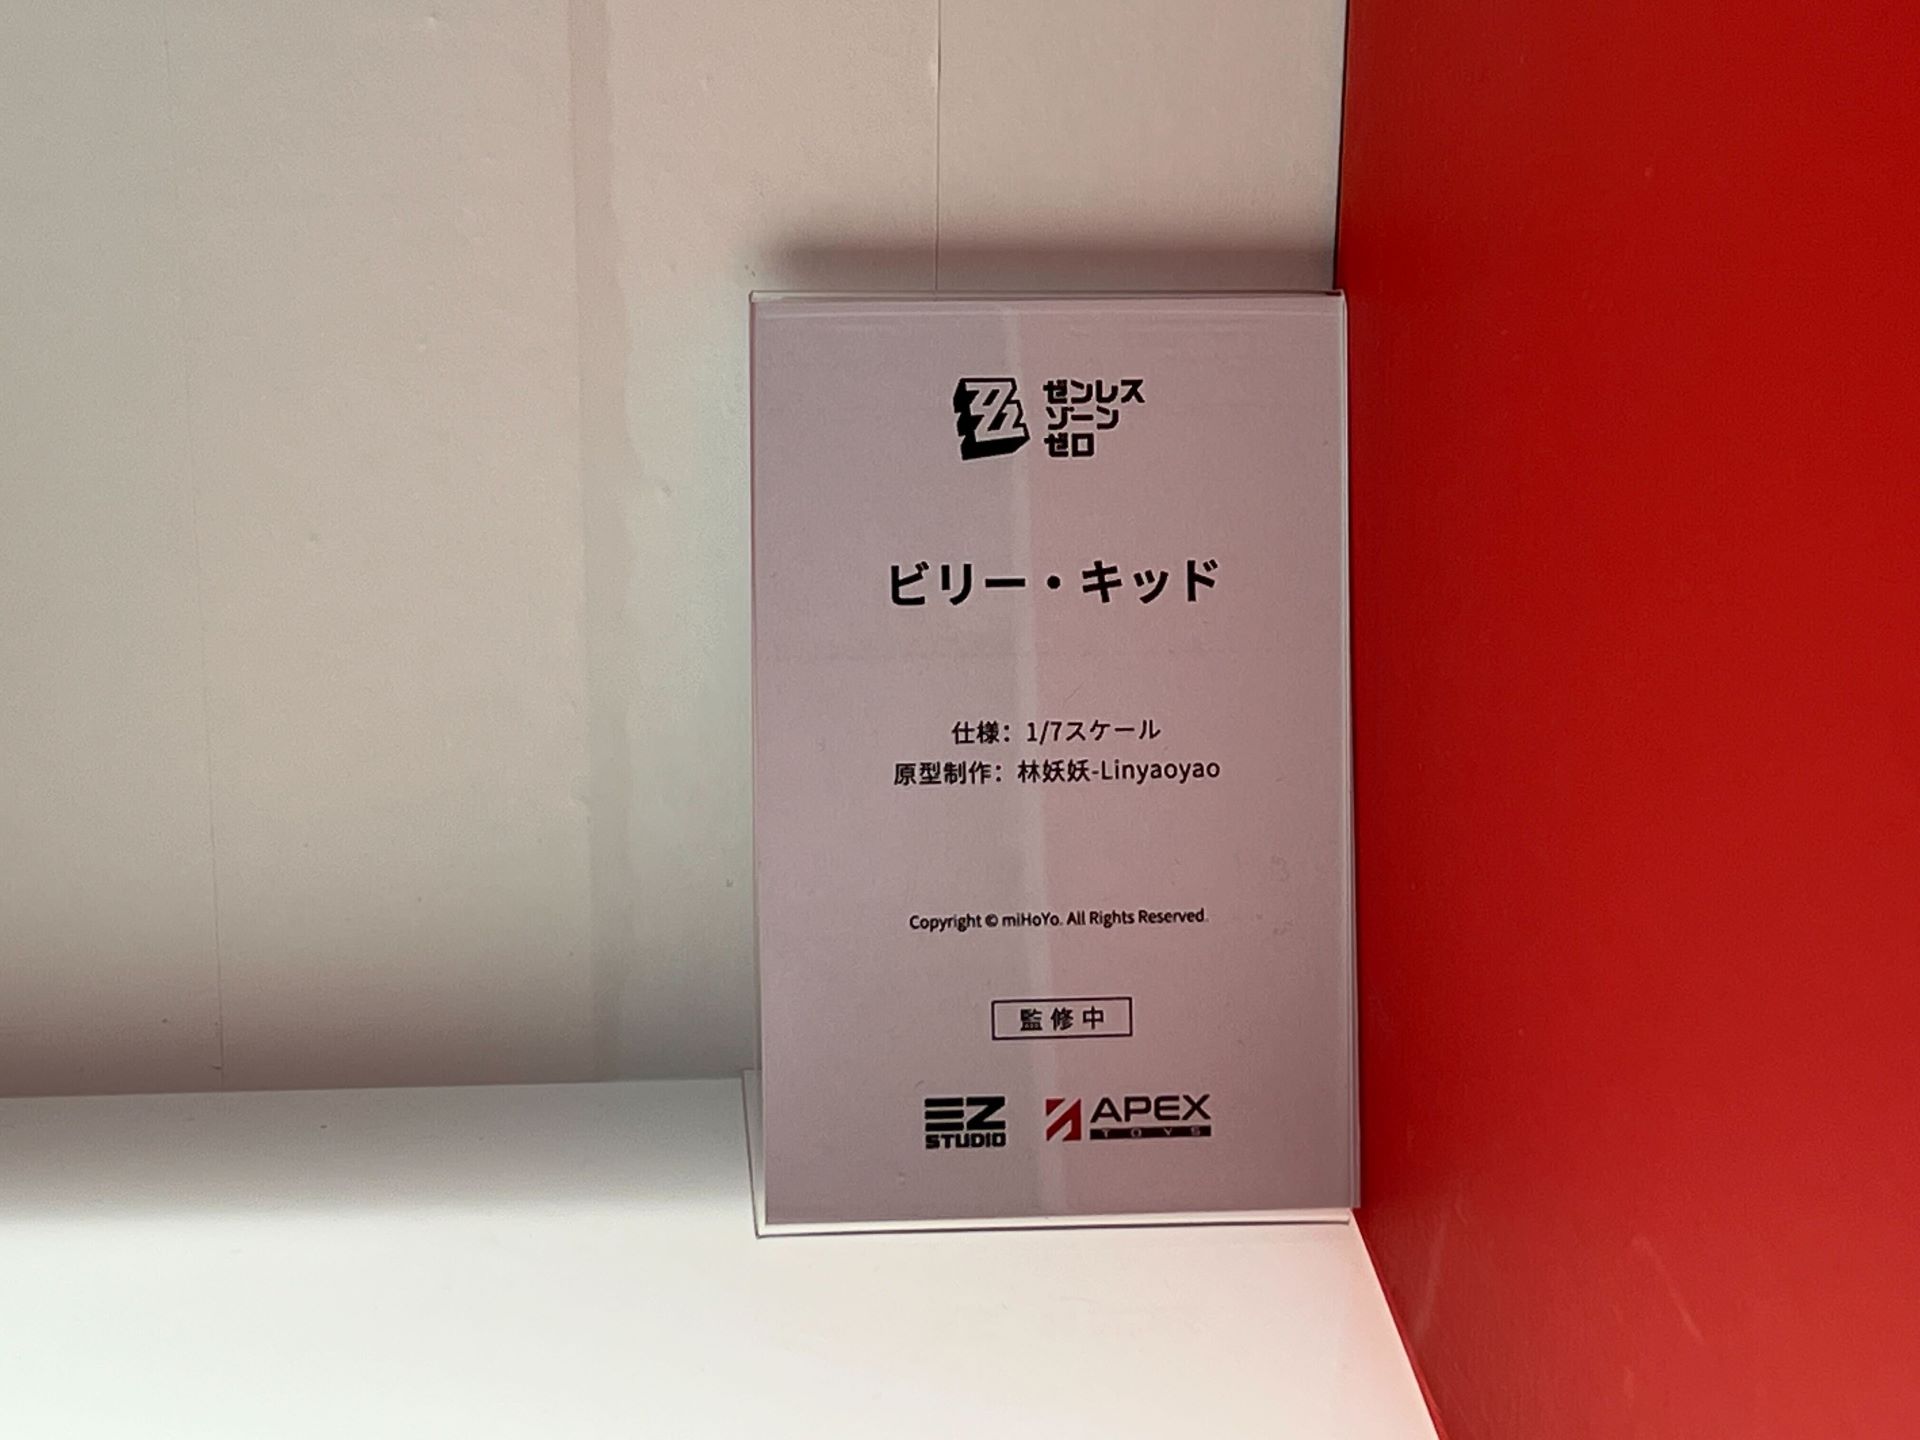 ゼンレス
ゾーン
ゼロ
ビリー・キッド
仕様：1/7スケール
原型制作：林妖妖-Linyaoyao
Copyright © miHoYo. All Rights Reserved.
監修中
EZ
STUDIO
APEX
TOYS